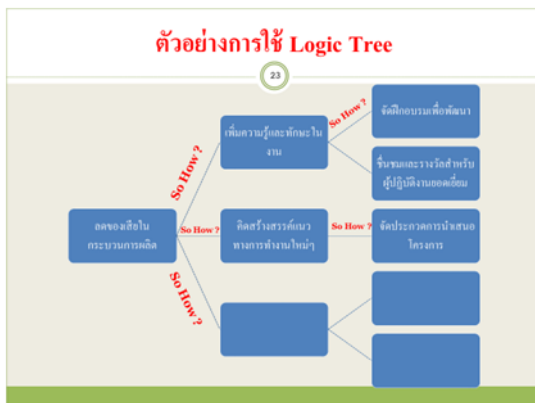 ตัวอย่างการใช้ Logic Tree
23
So How ?
จัดฝึกอบรมเพื่อพัฒนา
เพิ่มความรู้และทักษะใน
งาน
So How ?
ชื่นชมและรางวัลสำหรับ
ผู้ปฏิบัติงานยอดเยี่ยม
ลดของเสียใน
กระบวนการผลิต
So How ?
คิดสร้างสรรค์แนว
ทางการทำงานใหม่ๆ
So How ?
จัดประกวดการนำเสนอ
โครงการ
So How ?